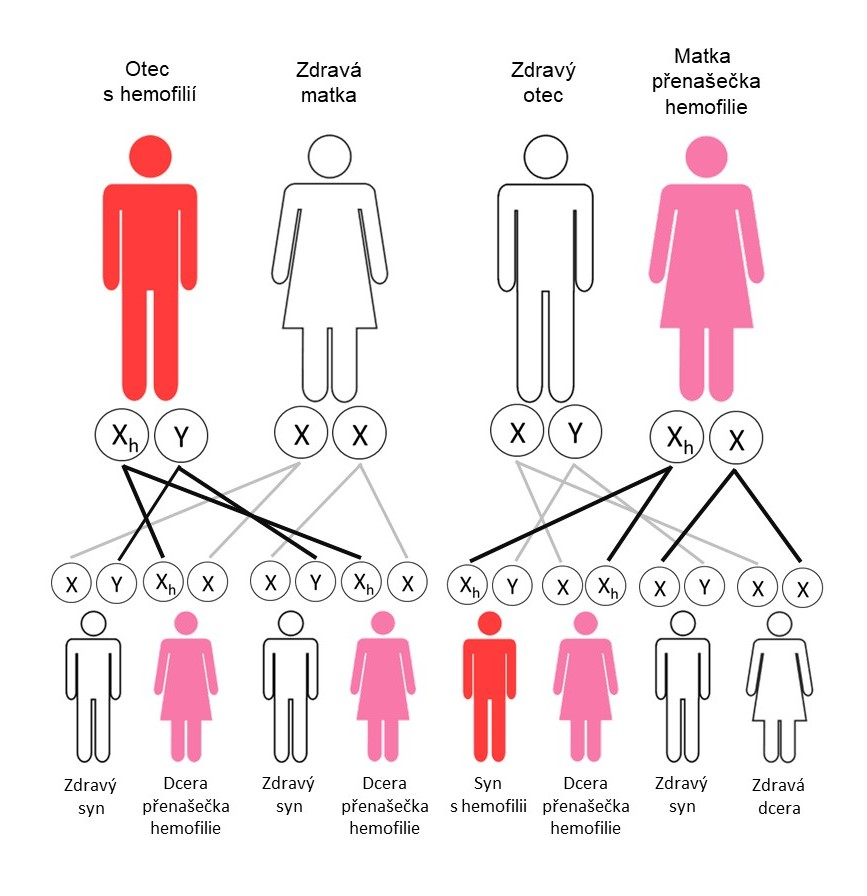 Otec
s hemofilií
Zdravá
matka
Zdravý
otec
Matka
přenašečka
hemofilie
Xh Y X X X Y Xh X
X Y Xh X X Y Xh X Xh Y X Xh X Y X X
Zdravý
syn
Dcera
přenašečka
hemofilie
Zdravý
syn
Dcera
přenašečka
hemofilie
Syn
s hemofilii
Dcera
přenašečka
hemofilie
Zdravý
syn
Zdravá
dcera